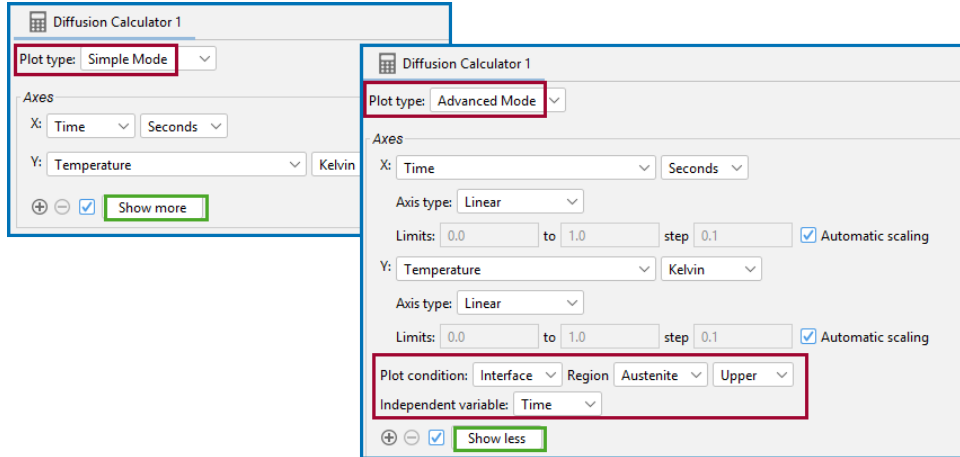 Diffusion Calculator 1
Plot type: Simple Mode
Axes
X: Time Seconds
Y: Temperature Kelvin
Show more
Diffusion Calculator 1
Plot type: Advanced Mode
Axes
X: Time Seconds
Axis type: Linear
Limits: 0.0 to 1.0 step 0.1 Automatic scaling
Y: Temperature Kelvin
Axis type: Linear
Limits: 0.0 to 1.0 step 0.1 Automatic scaling
Plot condition: Interface Region Austenite Upper
Independent variable: Time
Show less